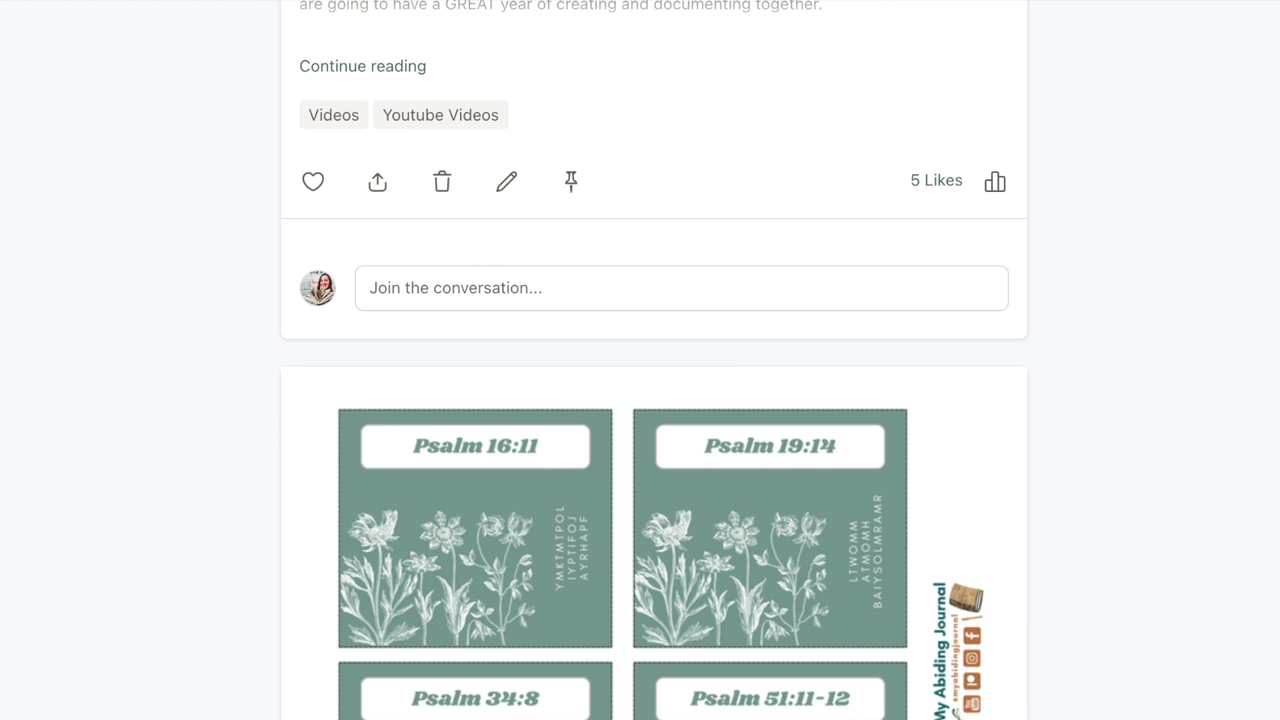 are going to have a GREAT year of creating and documenting together.
Continue reading
Videos
Youtube Videos
5 Likes
Join the conversation...
Psalm 16:11
YMKTMTPOL
IYPTIFOJ
AYRHAPF
Psalm 19:14
LTWOMM
ATMOMH
BAIYSOLMRAMR
My Abiding Journal
#myabidingjournal
Psalm 34:8
Psalm 51:11-12